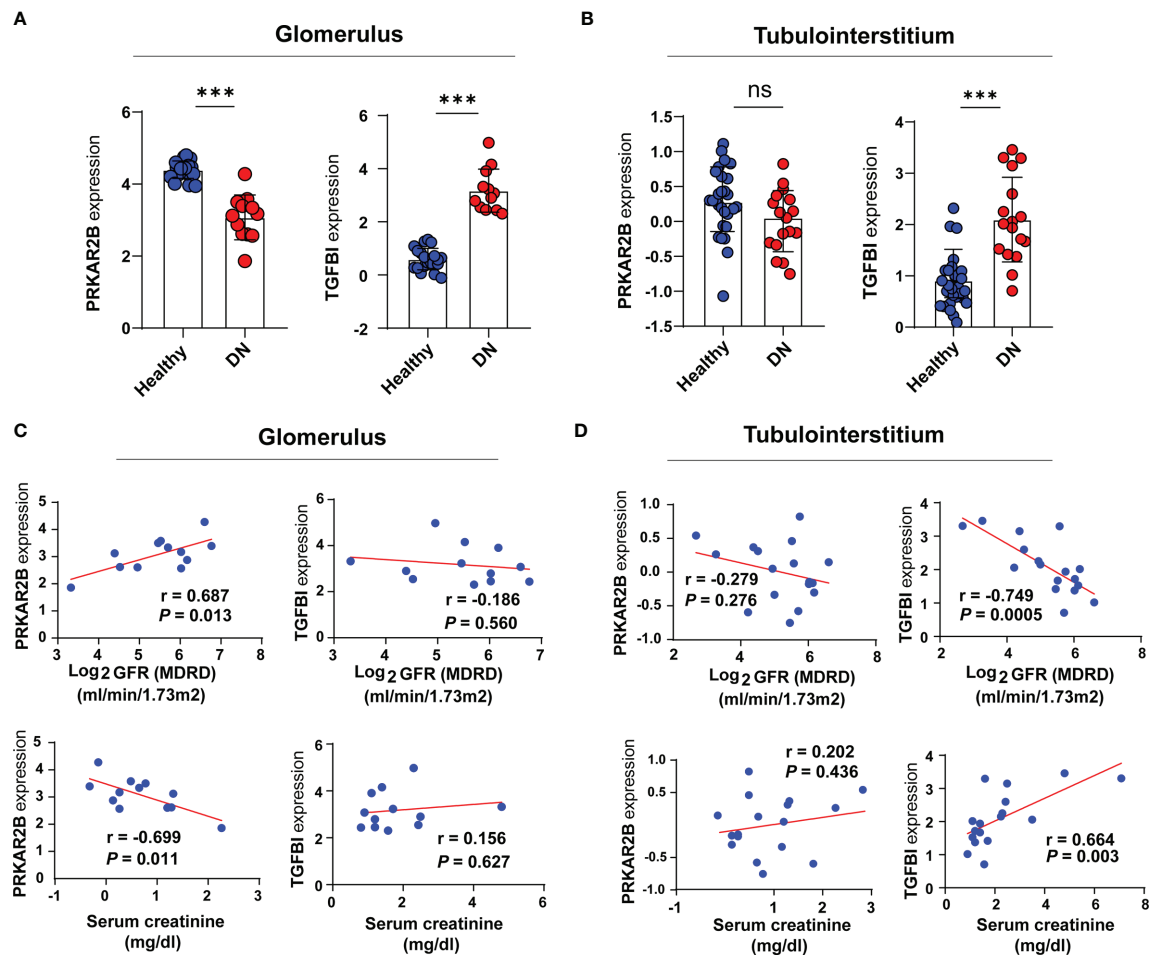 A
Glomerulus
B
Tubulointerstitium
***
PRKAR2B expression
6
4
2
0
Healthy
DN
***
TGFBI expression
6
4
2
0
-2
Healthy
DN
ns
PRKAR2B expression
1.5
1.0
0.5
0.0
-0.5
-1.0
-1.5
Healthy
DN
***
TGFBI expression
4
3
2
1
0
Healthy
DN
C
Glomerulus
D
Tubulointerstitium
PRKAR2B expression
5
4
3
2
1
0
r = 0.687
P = 0.013
3 4 5 6 7 8
Log2 GFR (MDRD)
(ml/min/1.73m2)
TGFBI expression
6
4
2
0
r = -0.186
P = 0.560
3 4 5 6 7
Log2 GFR (MDRD)
(ml/min/1.73m2)
PRKAR2B expression
1.0
0.5
0.0
-0.5
-1.0
r = -0.279
P = 0.276
2 4 6 8
Log2 GFR (MDRD)
(ml/min/1.73m2)
TGFBI expression
4
3
2
1
0
r = -0.749
P = 0.0005
2 4 6 8
Log2 GFR (MDRD)
(ml/min/1.73m2)
PRKAR2B expression
5
4
3
2
1
0
r = -0.699
P = 0.011
-1 0 1 2 3
Serum creatinine
(mg/dl)
TGFBI expression
6
4
2
0
r = 0.156
P = 0.627
0 2 4 6
Serum creatinine
(mg/dl)
PRKAR2B expression
1.0
0.5
-0.5
-1.0
r = 0.202
P = 0.436
-1 0 1 2 3
Serum creatinine
(mg/dl)
TGFBI expression
4
3
2
1
0
r = 0.664
P = 0.003
0 2 4 6 8
Serum creatinine
(mg/dl)